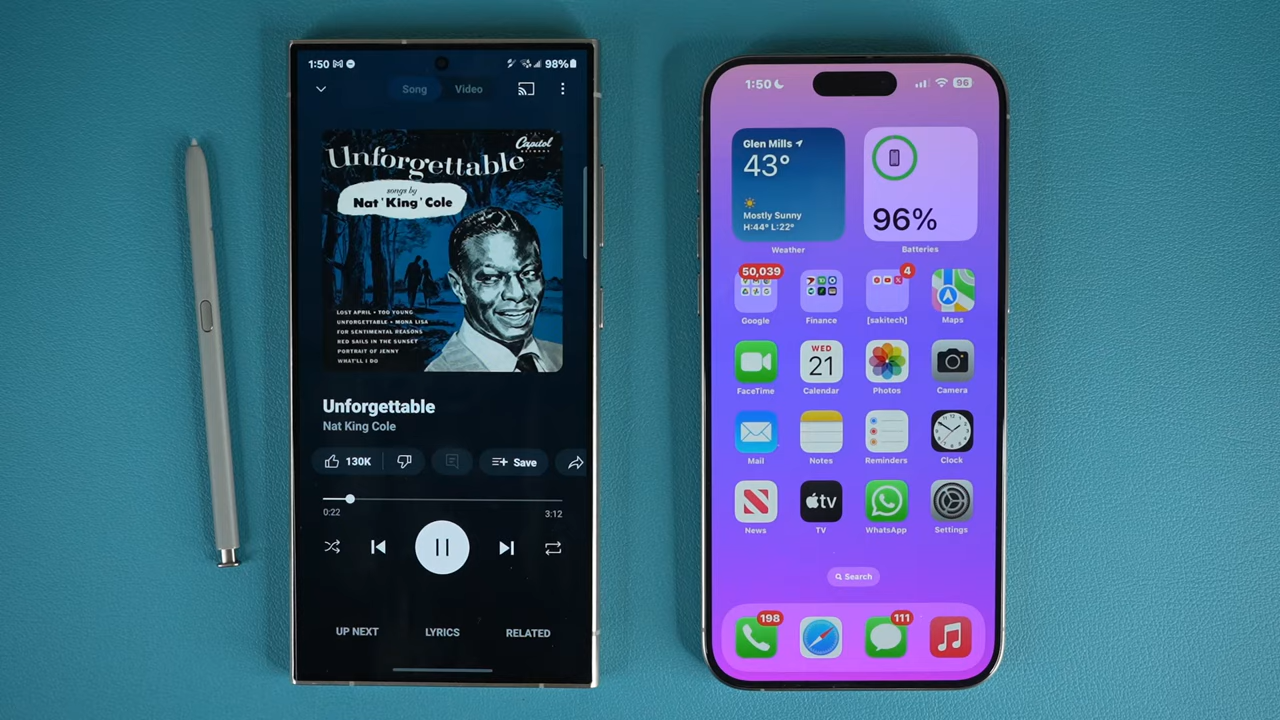 1:50
98%
Song Video
Capitol
RECORDS
Unforgettable
songs by
Nat 'King' Cole
LOST APRIL • TOO YOUNG
UNFORGETTABLE • MONA LISA
FOR SENTIMENTAL REASONS
RED SAILS IN THE SUNSET
PORTRAIT OF JENNY
WHAT'LL I DO
Unforgettable
Nat King Cole
130K Save
0:22 3:12
UP NEXT LYRICS RELATED
1:50 96
Glen Mills
43°
Mostly Sunny
H:44° L:22°
Weather
96%
Batteries
50,039 4
Google Finance [sakitech] Maps
WED
21
FaceTime Calendar Photos Camera
Mail Notes Reminders Clock
tv
News TV WhatsApp Settings
Search
198 111